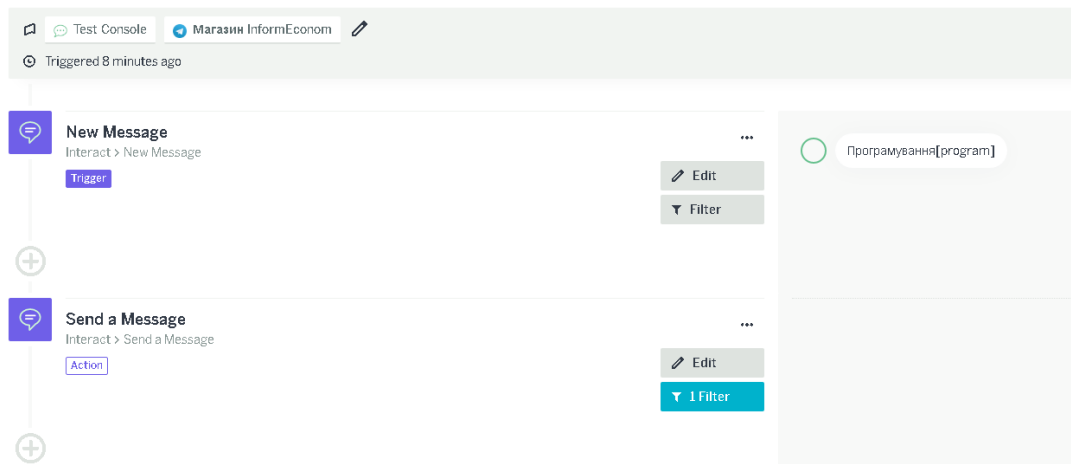 Test Console Магазин InformEconom
Triggered 8 minutes ago
New Message
Interact > New Message
Trigger
Edit
Filter
Програмування[program]
Send a Message
Interact > Send a Message
Action
Edit
1 Filter